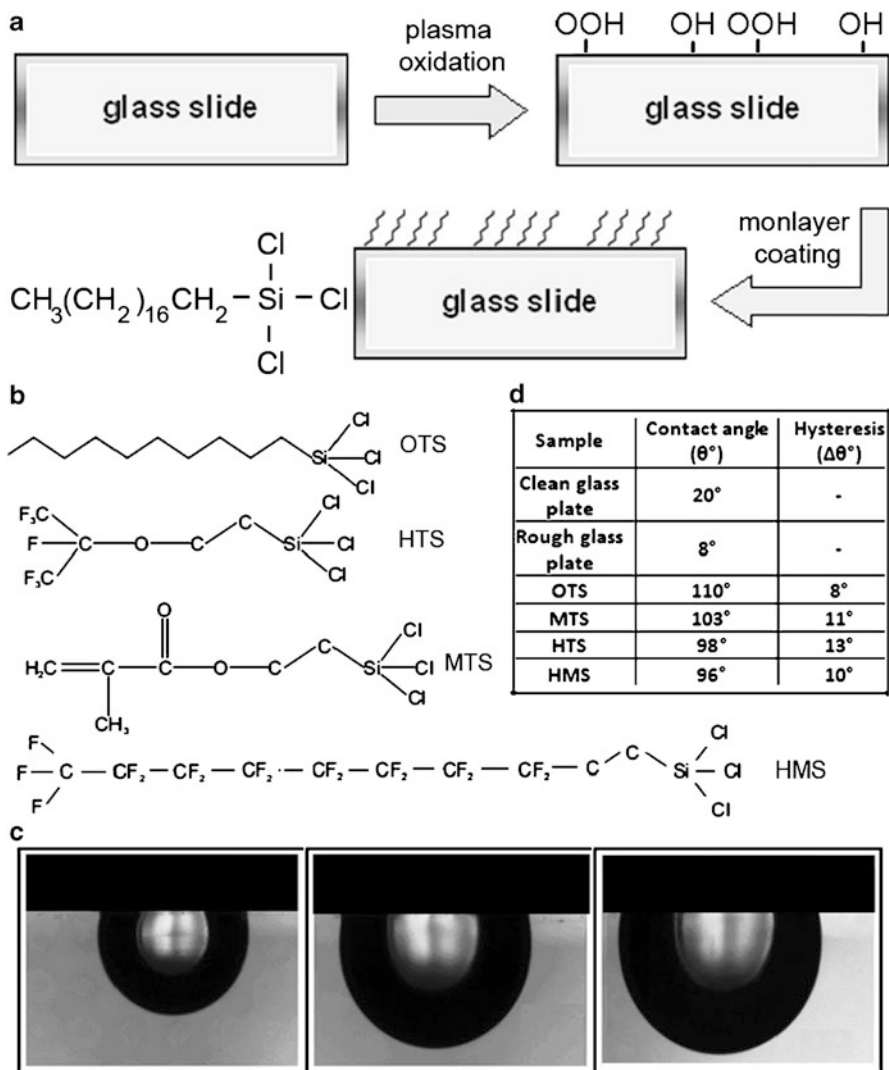 a
plasma
oxidation
OOH OH OOH OH
glass slide
glass slide
monlayer
coating
CH₃(CH₂)₁₆CH₂–Si–Cl
Cl
Cl
glass slide
b
Cl
Si Cl
Cl
OTS
F₃C
F C O C C Si Cl
F₃C
Cl
Cl
HTS
O
H₂C C O C C Si Cl
CH₃
Cl
Cl
MTS
F
F C CF₂ CF₂ CF₂ CF₂ CF₂ CF₂ CF₂ C C Si Cl
F
Cl
Cl
HMS
d
Sample Contact angle (θ°) Hysteresis (Δθ°)
Clean glass plate 20° -
Rough glass plate 8° -
OTS 110° 8°
MTS 103° 11°
HTS 98° 13°
HMS 96° 10°
c